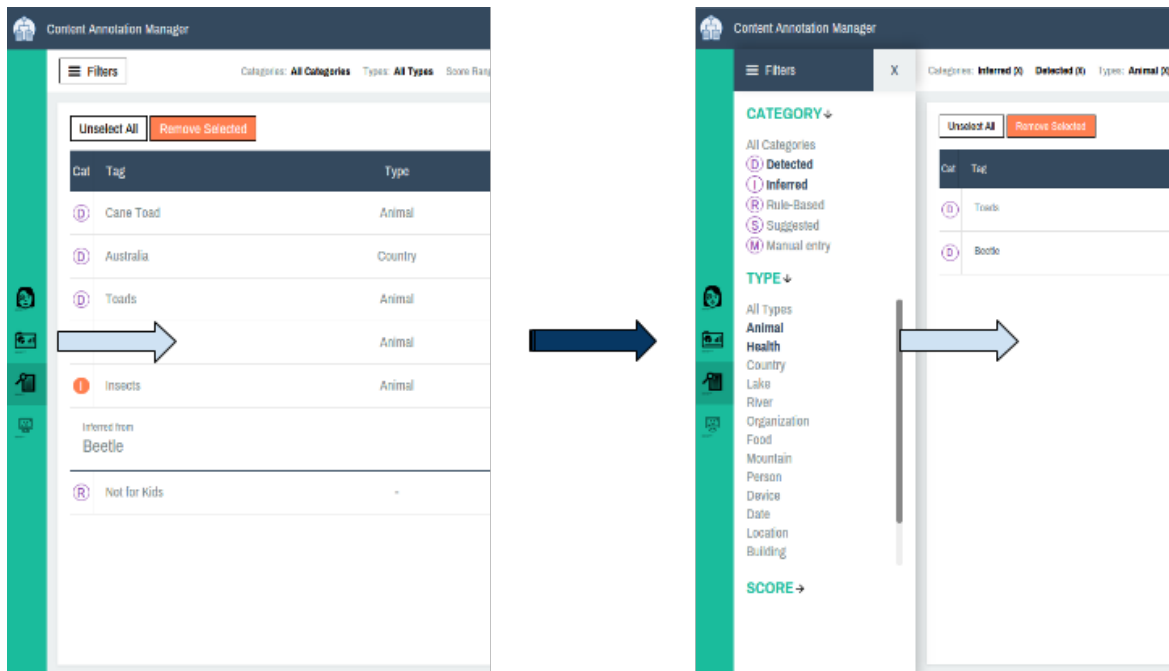 Content Annotation Manager
Filters
Categories: All Categories Types: All Types Score Rang
Unselect All Remove Selected
Cat Tag Type
D Cane Toad Animal
D Australia Country
D Toads Animal
Animal
I Insects Animal
Inferred from
Beetle
R Not for Kids -
Content Annotation Manager
Filters X
Categories: Inferred (X) Detected (X) Types: Animal (X)
CATEGORY
All Categories
D Detected
I Inferred
R Rule-Based
S Suggested
M Manual entry
TYPE
All Types
Animal
Health
Country
Lake
River
Organization
Food
Mountain
Person
Device
Date
Location
Building
SCORE
Unselect All Remove Selected
Cat Tag
D Toads
D Beetle